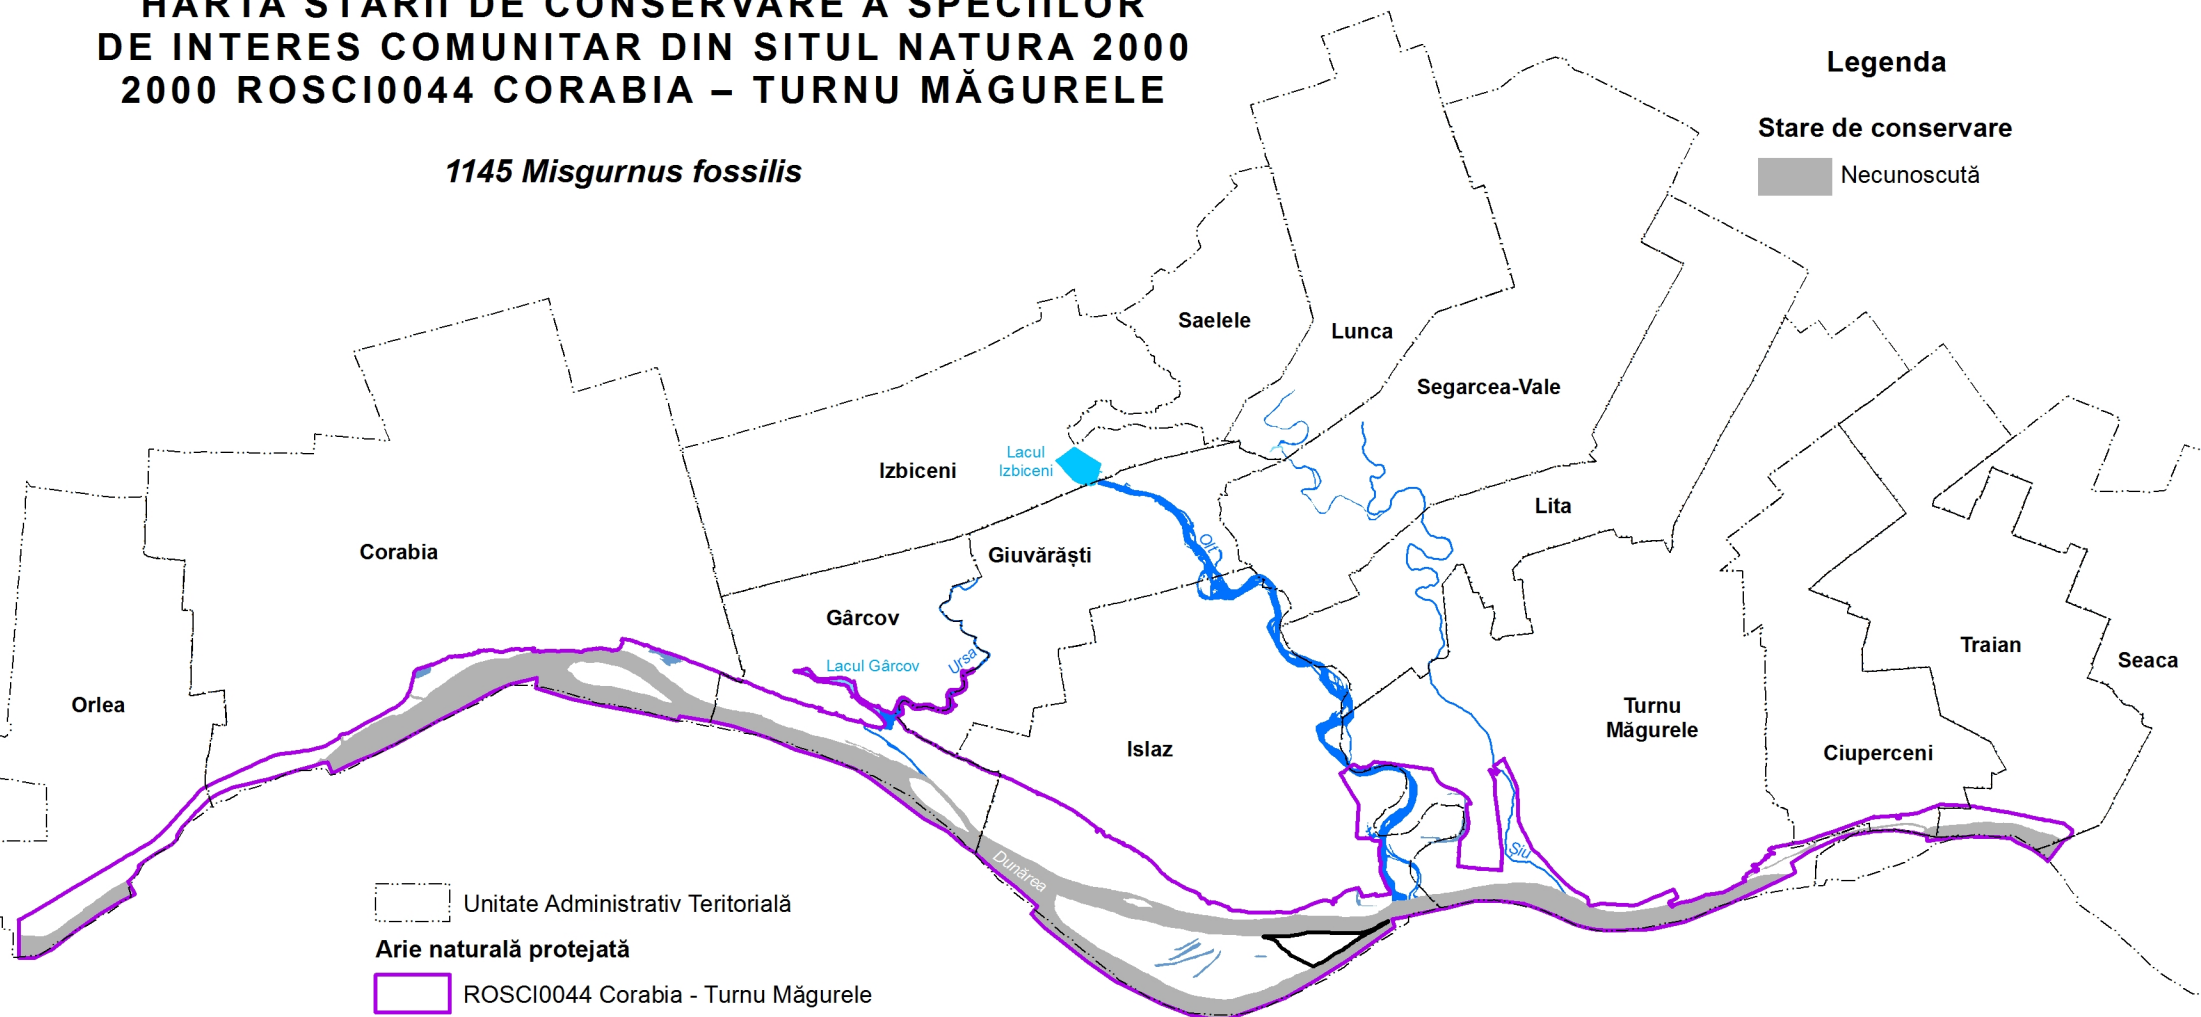 HARTA STĂRII DE CONSERVARE A SPECIILOR
DE INTERES COMUNITAR DIN SITUL NATURA 2000
2000 ROSCI0044 CORABIA – TURNU MĂGURELE
1145 Misgurnus fossilis
Legenda
Stare de conservare
Necunoscută
Saelele
Lunca
Segarcea-Vale
Izbiceni
Lacul
Izbiceni
Lita
Corabia
Giuvărăști
Olt
Gârcov
Lacul Gârcov
Ursa
Traian
Seaca
Orlea
Turnu
Măgurele
Islaz
Ciuperceni
Siu
Dunărea
Unitate Administrativ Teritorială
Arie naturală protejată
ROSCI0044 Corabia - Turnu Măgurele